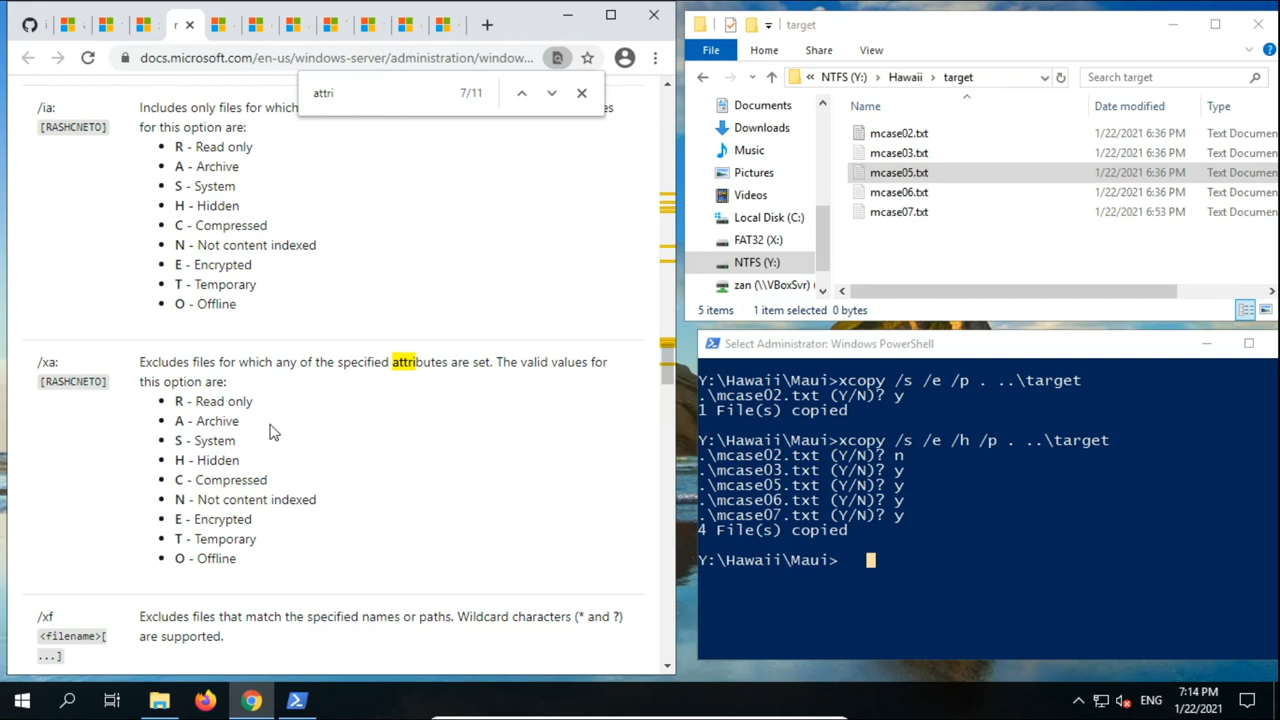 docs.microsoft.com/en-us/windows-server/administration/window...
attri
7/11
/ia:
[RASHCNETO]
Includes only files for which
es
for this option are:
R - Read only
A - Archive
S - System
H - Hidden
C - Compressed
N - Not content indexed
E - Encrypted
T - Temporary
O - Offline
/xa:
[RASHCNETO]
Excludes files for which any of the specified attributes are set. The valid values for
this option are:
R - Read only
A - Archive
S - System
H - Hidden
C - Compressed
N - Not content indexed
E - Encrypted
T - Temporary
O - Offline
/xf
<filename>[
...]
Excludes files that match the specified names or paths. Wildcard characters (* and ?)
are supported.
target
File Home Share View
« NTFS (Y:) › Hawaii › target
Search target
Documents
Downloads
Music
Pictures
Videos
Local Disk (C:)
FAT32 (X:)
NTFS (Y:)
zan (\\VBoxSvr) (
Name Date modified Type
mcase02.txt 1/22/2021 6:36 PM Text Documen
mcase03.txt 1/22/2021 6:36 PM Text Documen
mcase05.txt 1/22/2021 6:36 PM Text Documen
mcase06.txt 1/22/2021 6:36 PM Text Documen
mcase07.txt 1/22/2021 6:53 PM Text Documen
5 items 1 item selected 0 bytes
Select Administrator: Windows PowerShell
Y:\Hawaii\Maui>xcopy /s /e /p . ..\target
.\mcase02.txt (Y/N)? y
1 File(s) copied
Y:\Hawaii\Maui>xcopy /s /e /h /p . ..\target
.\mcase02.txt (Y/N)? n
.\mcase03.txt (Y/N)? y
.\mcase05.txt (Y/N)? y
.\mcase06.txt (Y/N)? y
.\mcase07.txt (Y/N)? y
4 File(s) copied
Y:\Hawaii\Maui>
ENG
7:14 PM
1/22/2021